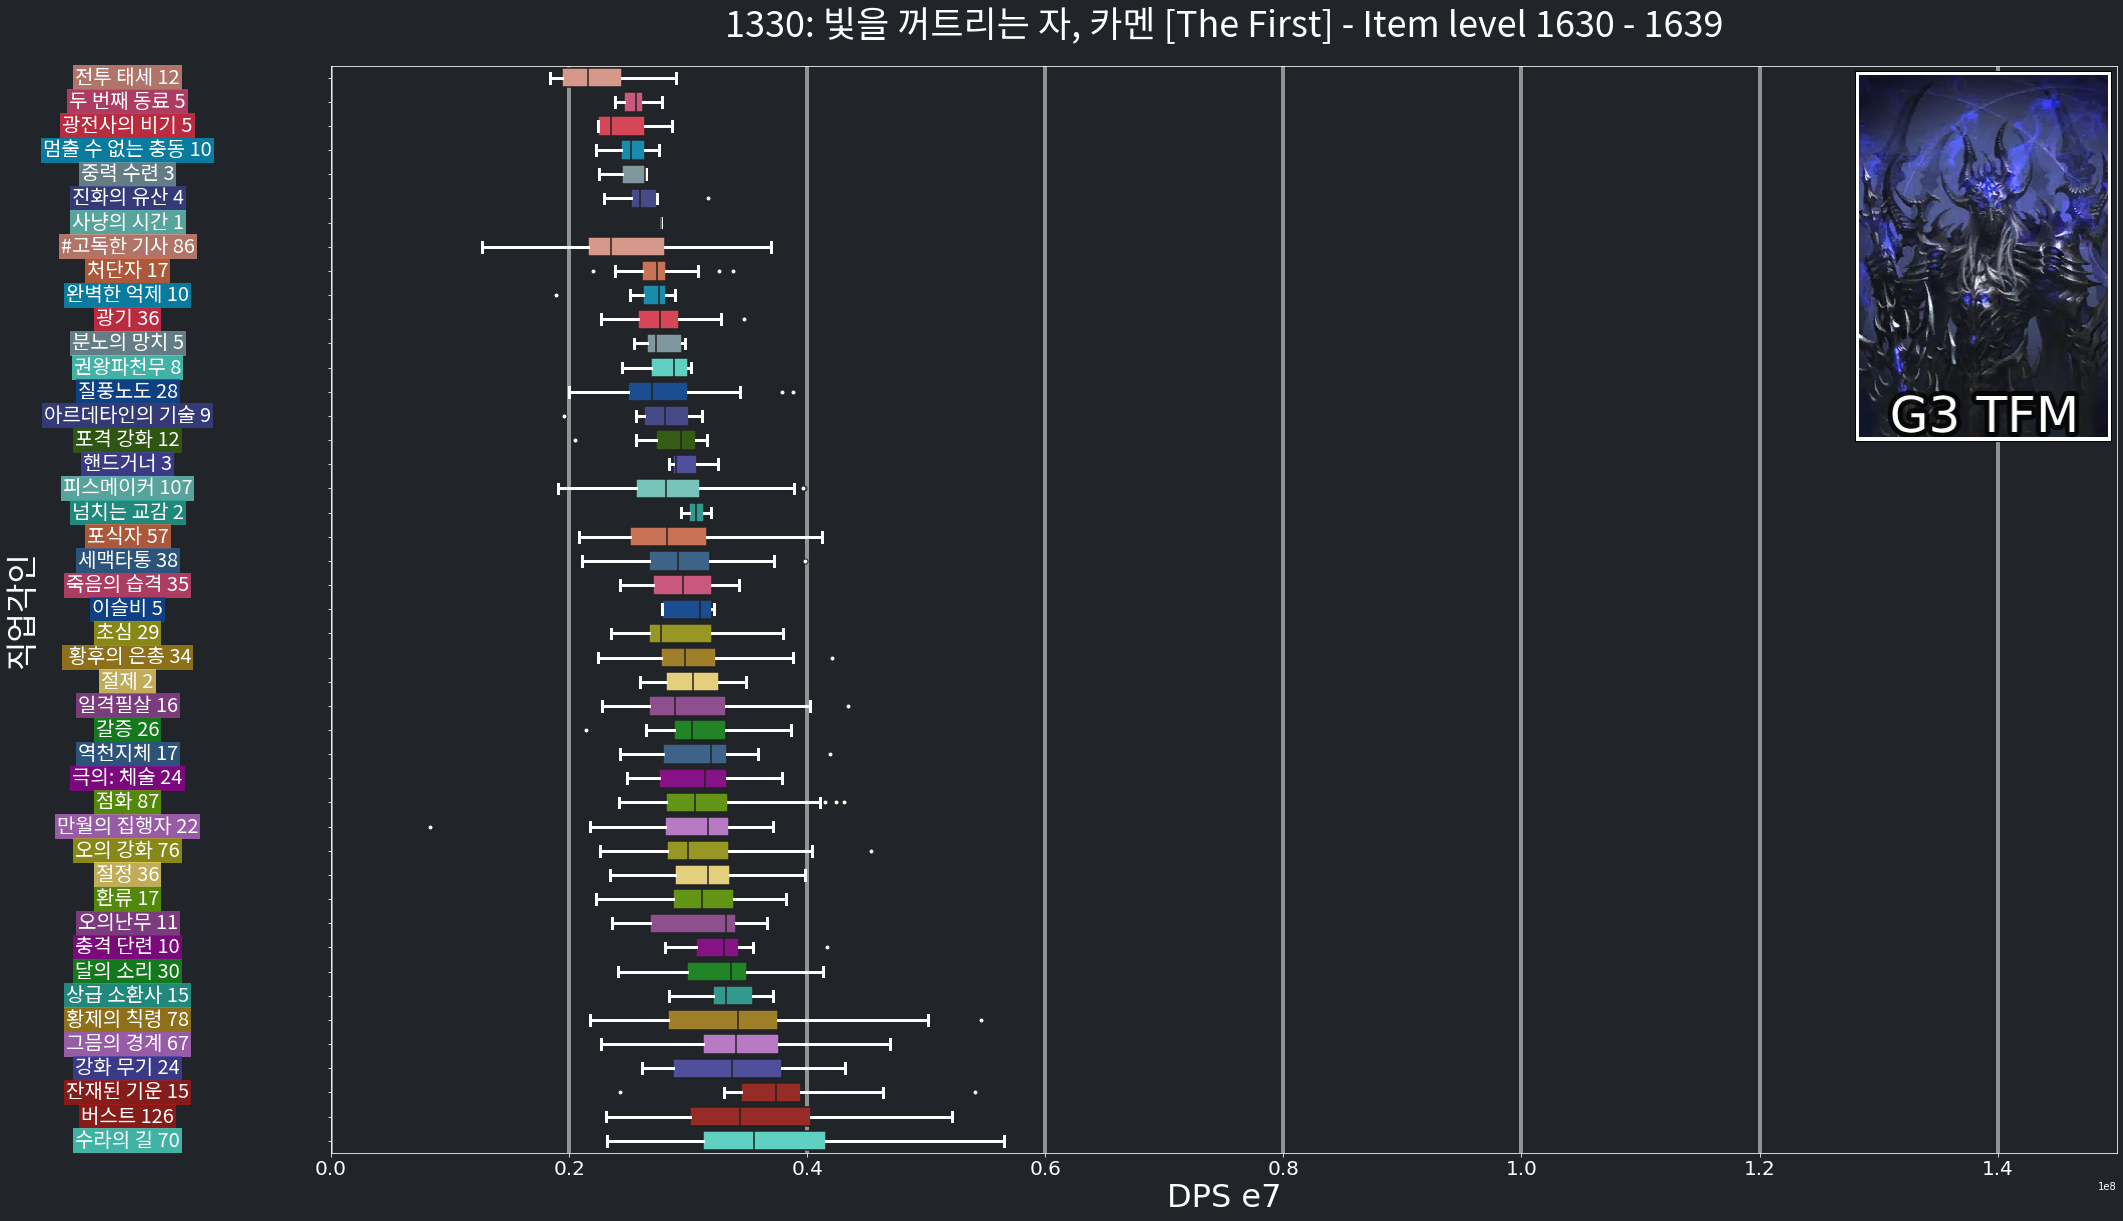 1330: 빛을 꺼트리는 자, 카멘 [The First] - Item level 1630 - 1639
전투 태세 12
두 번째 동료 5
광전사의 비기 5
멈출 수 없는 충동 10
중력 수련 3
진화의 유산 4
사냥의 시간 1
#고독한 기사 86
처단자 17
완벽한 억제 10
광기 36
분노의 망치 5
권왕파천무 8
질풍노도 28
아르데타인의 기술 9
포격 강화 12
핸드거너 3
피스메이커 107
넘치는 교감 2
포식자 57
세맥타통 38
죽음의 습격 35
이슬비 5
초심 29
황후의 은총 34
절제 2
일격필살 16
갈증 26
역천지체 17
극의: 체술 24
점화 87
만월의 집행자 22
오의 강화 76
절정 36
환류 17
오의난무 11
충격 단련 10
달의 소리 30
상급 소환사 15
황제의 칙령 78
그믐의 경계 67
강화 무기 24
잔재된 기운 15
버스트 126
수라의 길 70
직업각인
G3 TFM
0.0 0.2 0.4 0.6 0.8 1.0 1.2 1.4
1e8
DPS e7